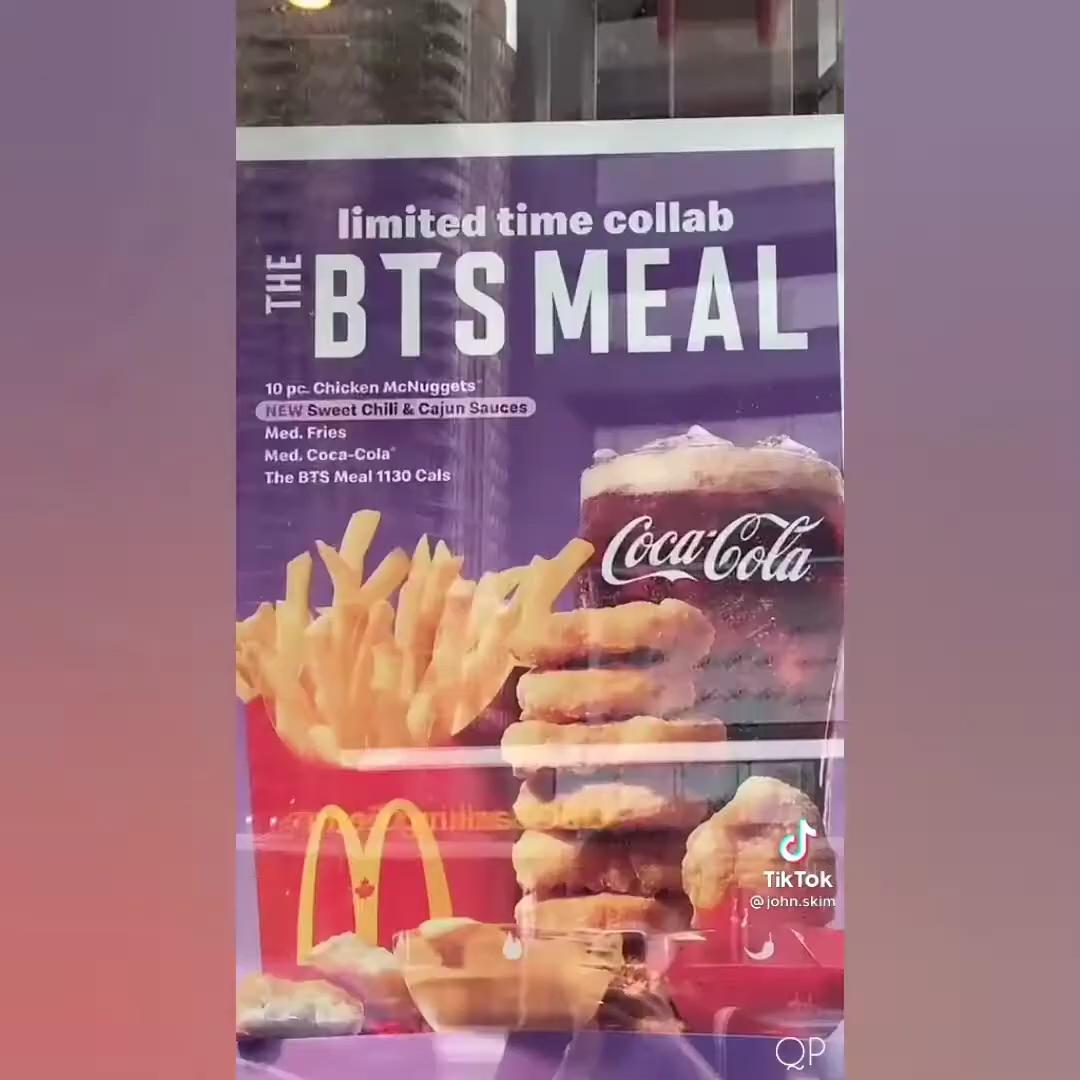 limited time collab
THE BTS MEAL
10 pc. Chicken McNuggets®
NEW Sweet Chili & Cajun Sauces
Med. Fries
Med. Coca-Cola®
The BTS Meal 1130 Cals
Coca-Cola
TikTok
@john.skim
QP